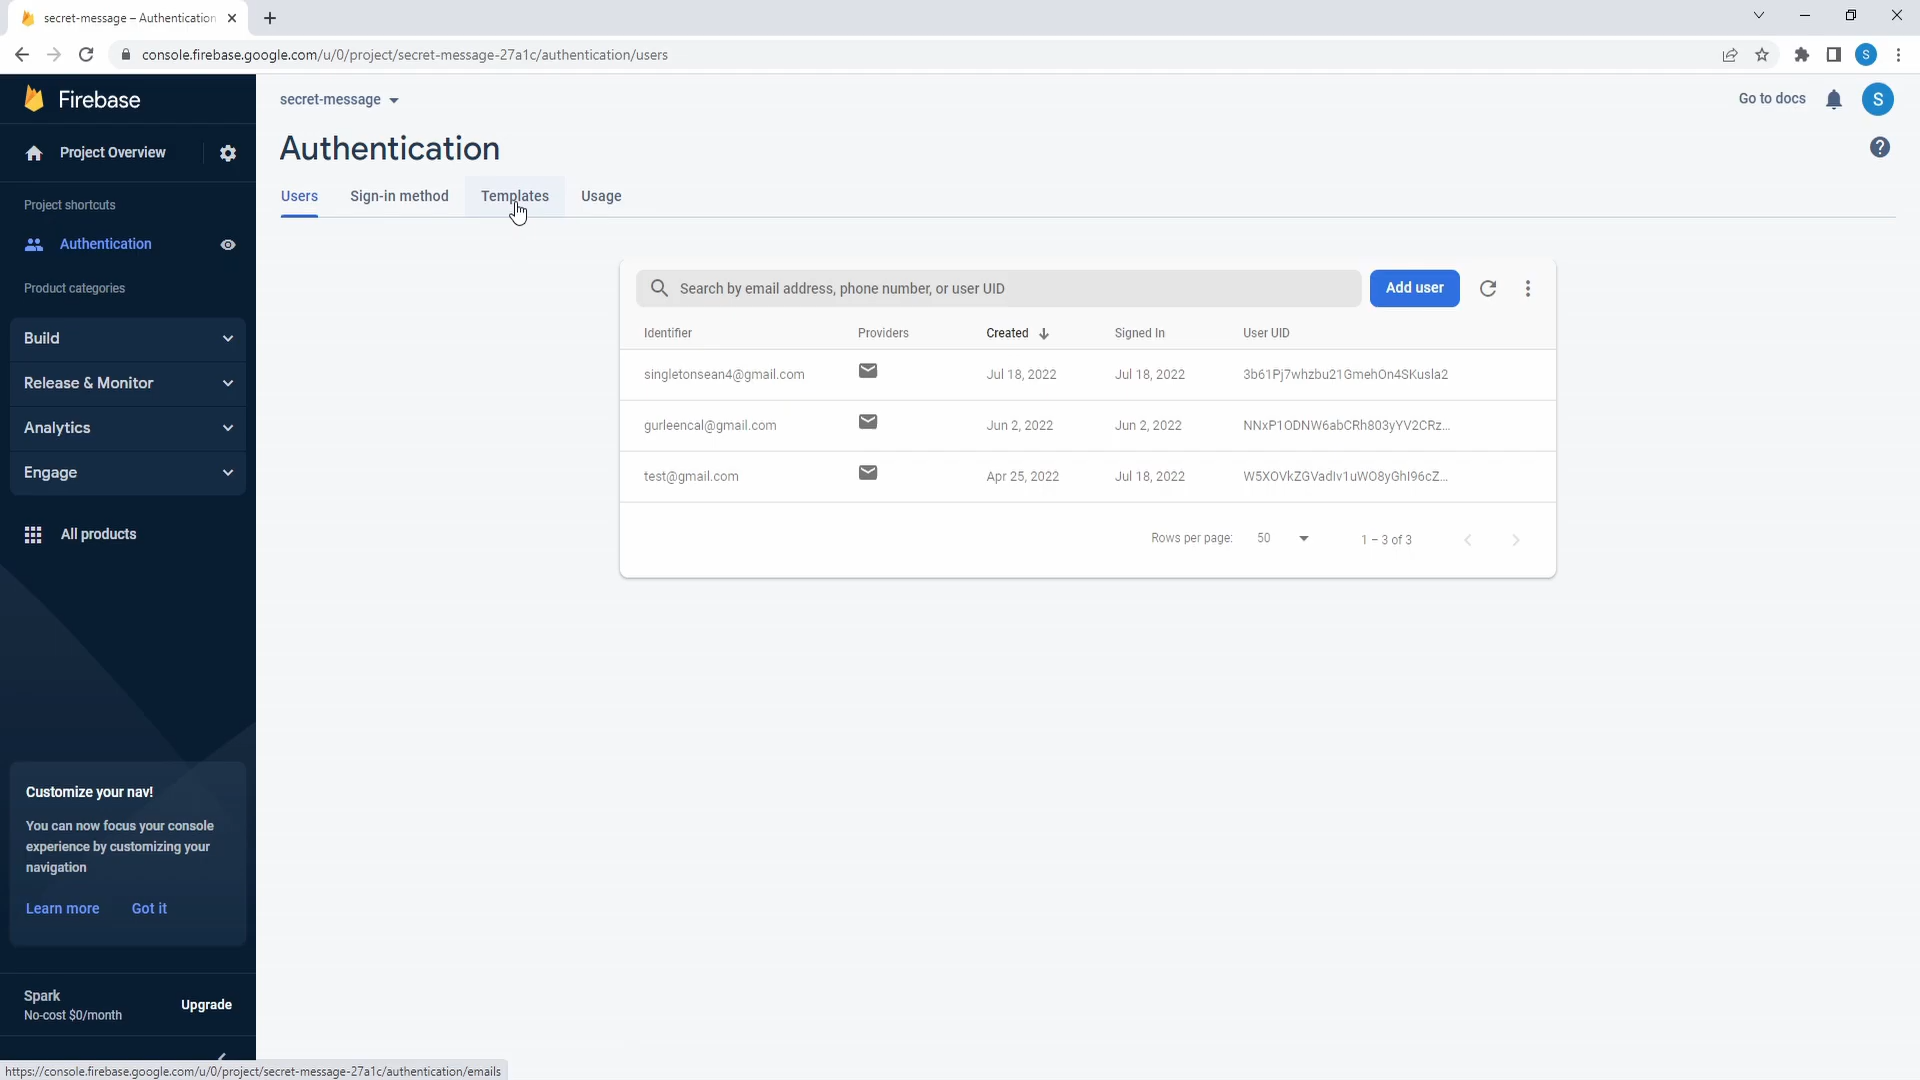 secret-message – Authentication
console.firebase.google.com/u/0/project/secret-message-27a1c/authentication/users
S
Firebase
secret-message
Go to docs
S
Project Overview
Authentication
Users
Sign-in method
Templates
Usage
Project shortcuts
Authentication
Product categories
Build
Release & Monitor
Analytics
Engage
All products
Search by email address, phone number, or user UID
Add user
Identifier
Providers
Created
Signed In
User UID
singletonsean4@gmail.com
Jul 18, 2022
Jul 18, 2022
3b61Pj7whzbu21GmehOn4SKusla2
gurleencal@gmail.com
Jun 2, 2022
Jun 2, 2022
NNxP1ODNW6abCRh803yYV2CRz...
test@gmail.com
Apr 25, 2022
Jul 18, 2022
W5XOVkZGVadlv1uWO8yGhI96cZ...
Rows per page:
50
1 – 3 of 3
Customize your nav!
You can now focus your console
experience by customizing your
navigation
Learn more
Got it
Spark
No-cost $0/month
Upgrade
https://console.firebase.google.com/u/0/project/secret-message-27a1c/authentication/emails